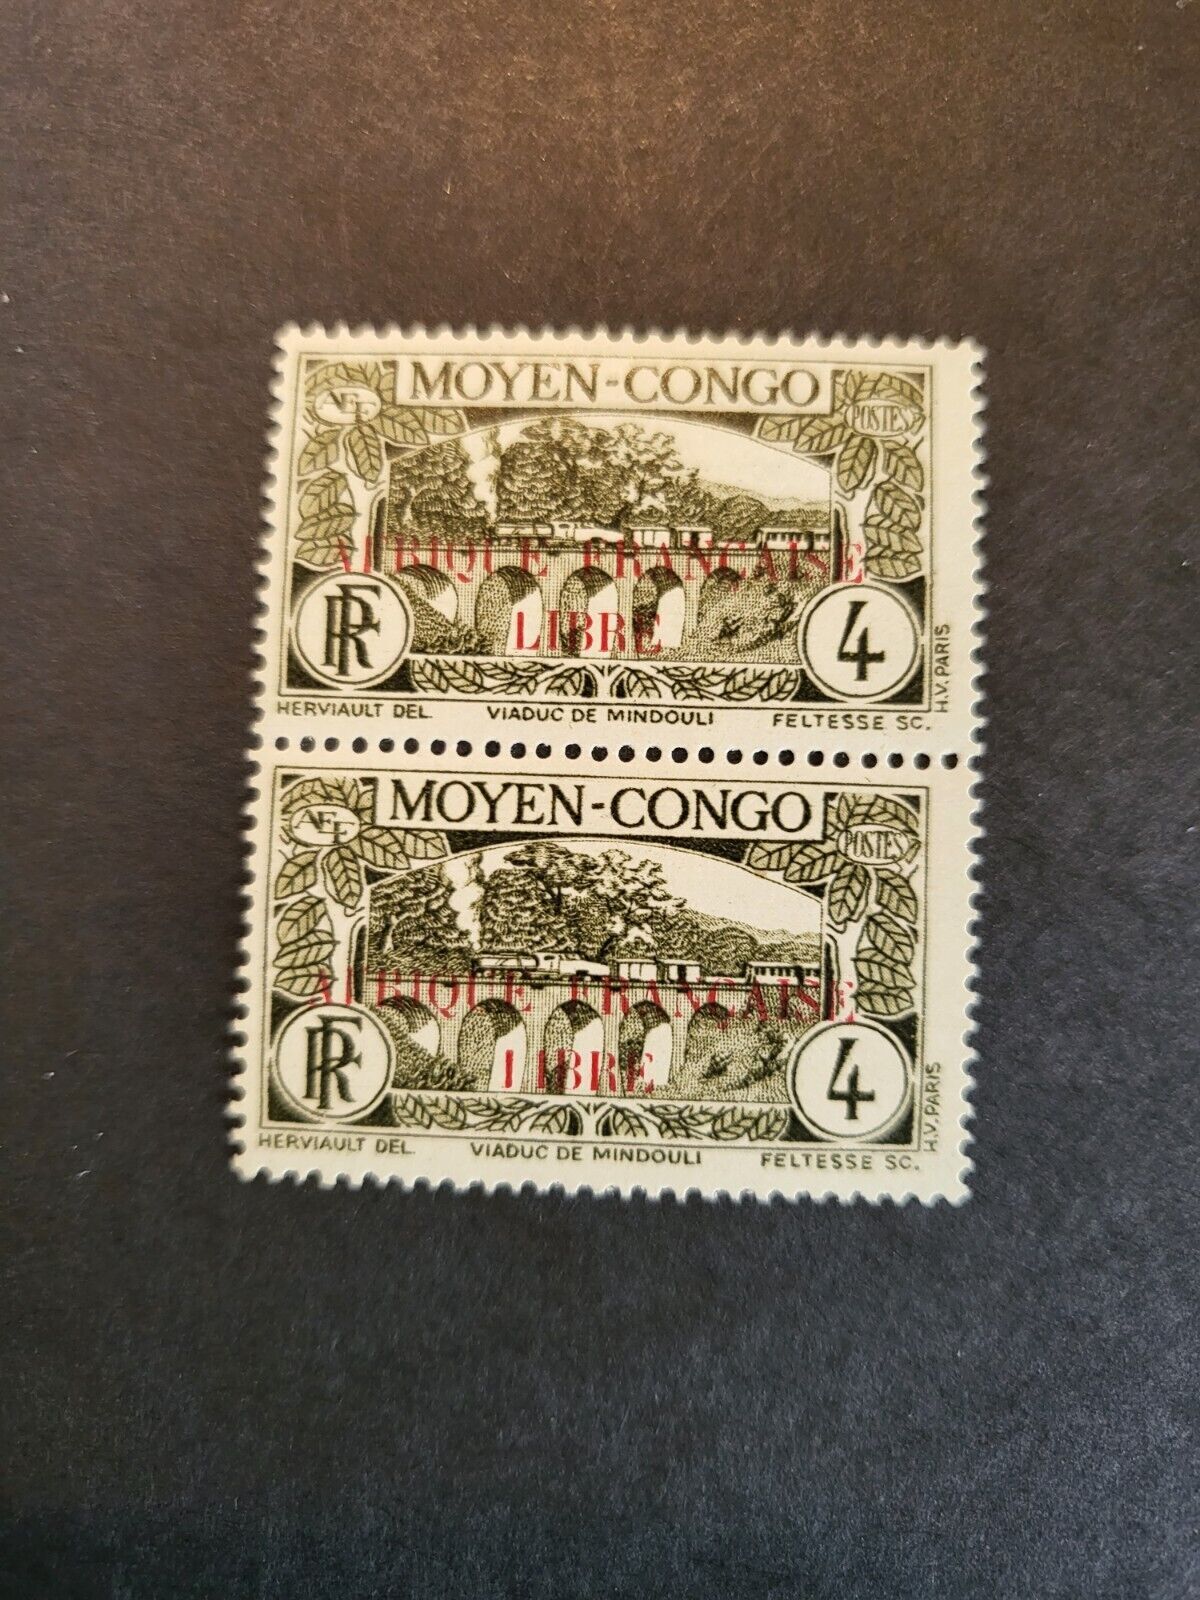 AEF MOYEN-CONGO POSTES
AFRIQUE FRANÇAISE
LIBRE
RF 4
H.V. PARIS
HERVIAULT DEL. VIADUC DE MINDOULI FELTESSE SC.
AEF MOYEN-CONGO POSTES
AFRIQUE FRANÇAISE
LIBRE
RF 4
H.V. PARIS
HERVIAULT DEL. VIADUC DE MINDOULI FELTESSE SC.